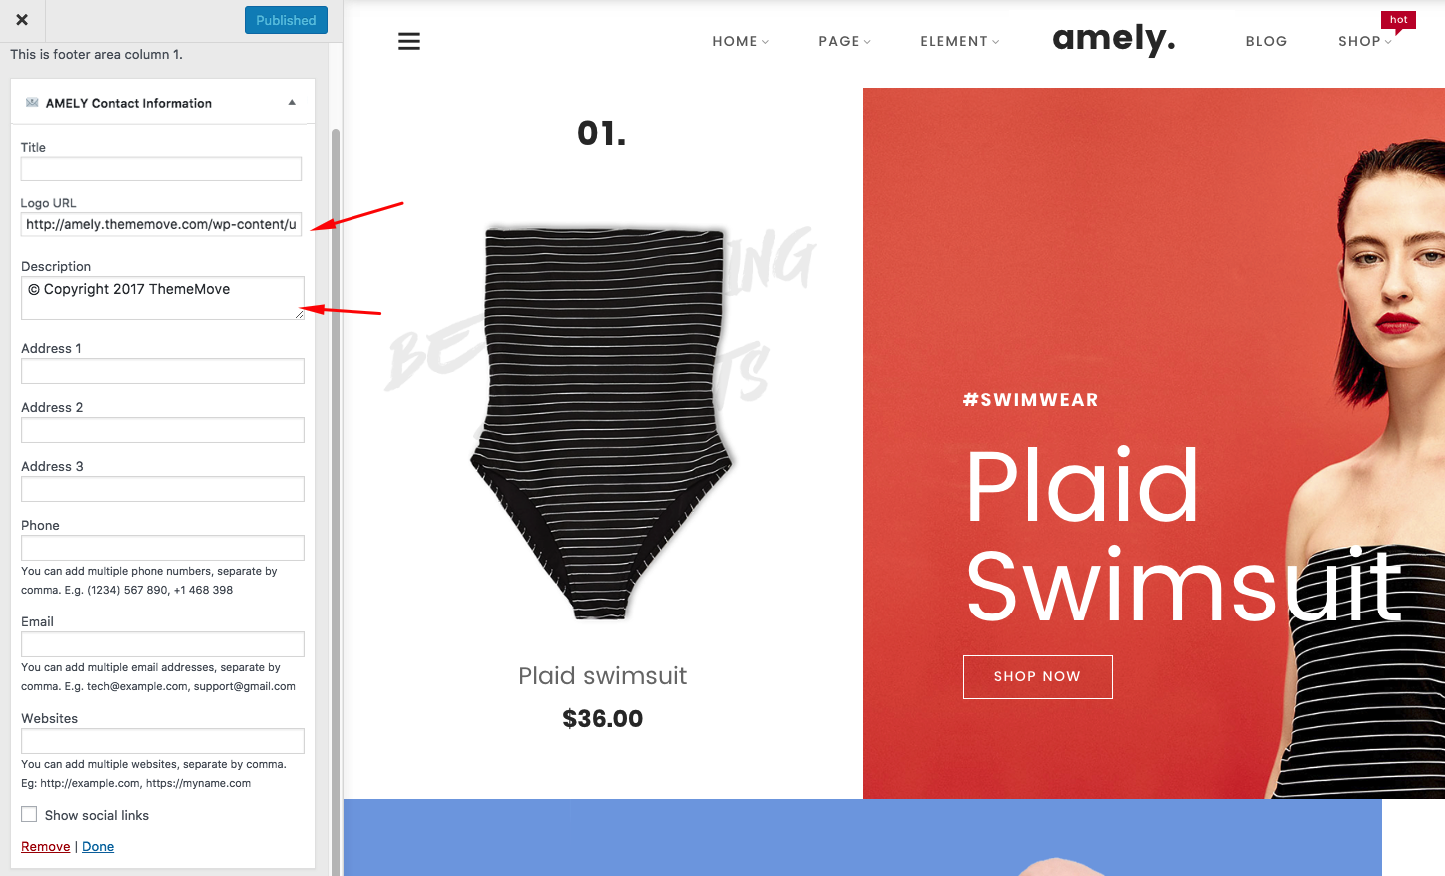 Published
This is footer area column 1.
AMELY Contact Information
Title
Logo URL
http://amely.thememove.com/wp-content/u
Description
© Copyright 2017 ThemeMove
Address 1
Address 2
Address 3
Phone
You can add multiple phone numbers, separate by
comma. E.g. (1234) 567 890, +1 468 398
Email
You can add multiple email addresses, separate by
comma. E.g. tech@example.com, support@gmail.com
Websites
You can add multiple websites, separate by comma.
Eg: http://example.com, https://myname.com
Show social links
Remove | Done
HOME
PAGE
ELEMENT
amely.
BLOG
SHOP
hot
01.
Plaid swimsuit
$36.00
#SWIMWEAR
Plaid
Swimsuit
SHOP NOW